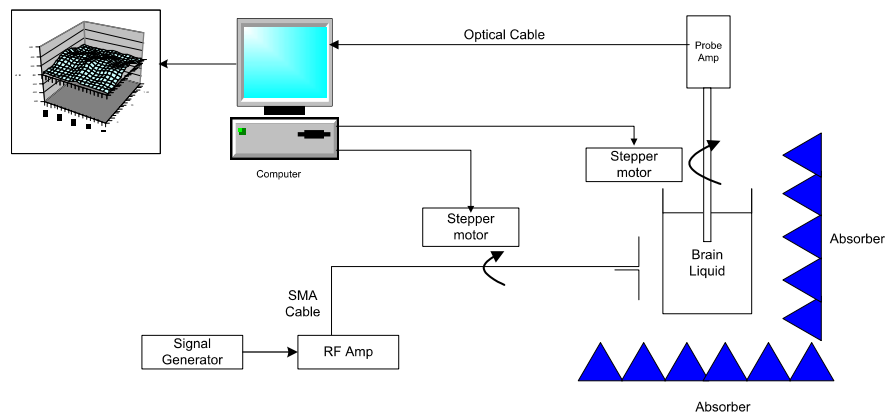 Optical Cable
Probe
Amp
Computer
Stepper
motor
Stepper
motor
Absorber
Brain
Liquid
SMA
Cable
Signal
Generator
RF Amp
Absorber